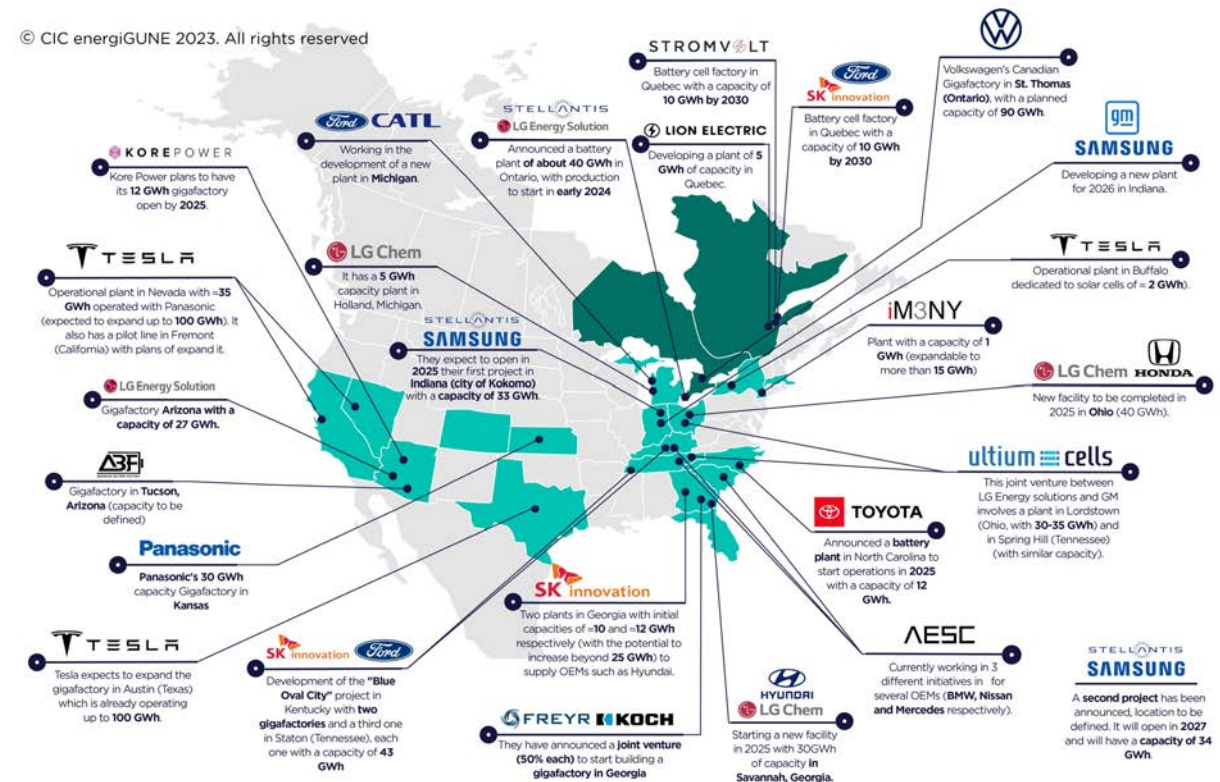 © CIC energiGUNE 2023. All rights reserved
STROMVOLT
Battery cell factory in
Quebec with a capacity of
10 GWh by 2030
Ford
SK innovation
Battery cell factory
in Quebec with a
capacity of 10 GWh
by 2030
Volkswagen's Canadian
Gigafactory in St. Thomas
(Ontario), with a planned
capacity of 90 GWh.
gm
SAMSUNG
Developing a new plant
for 2026 in Indiana.
Ford CATL
Working in the
development of a new
plant in Michigan.
STELLANTIS
LG Energy Solution
Announced a battery
plant of about 40 GWh in
Ontario, with production
to start in early 2024
LION ELECTRIC
Developing a plant of 5
GWh of capacity in
Quebec.
KOREPOWER
Kore Power plans to have
its 12 GWh gigafactory
open by 2025.
TESLA
Operational plant in Nevada with ≈35
GWh operated with Panasonic
(expected to expand up to 100 GWh). It
also has a pilot line in Fremont
(California) with plans of expand it.
LG Chem
It has a 5 GWh
capacity plant in
Holland, Michigan.
TESLA
Operational plant in Buffalo
dedicated to solar cells of ≈ 2 GWh).
STELLANTIS
SAMSUNG
They expect to open in
2025 their first project in
Indiana (city of Kokomo)
with a capacity of 33 GWh.
iM3NY
Plant with a capacity of 1
GWh (expandable to
more than 15 GWh)
LG Chem HONDA
New facility to be completed in
2025 in Ohio (40 GWh).
LG Energy Solution
Gigafactory Arizona with a
capacity of 27 GWh.
ABF
Gigafactory in Tucson,
Arizona (capacity to be
defined)
ultium cells
This joint venture between
LG Energy solutions and GM
involves a plant in Lordstown
(Ohio, with 30-35 GWh) and
in Spring Hill (Tennessee)
(with similar capacity).
Panasonic
Panasonic's 30 GWh
capacity Gigafactory in
Kansas
SK innovation
Two plants in Georgia with initial
capacities of ≈10 and ≈12 GWh
respectively (with the potential to
increase beyond 25 GWh) to
supply OEMs such as Hyundai.
TOYOTA
Announced a battery
plant in North Carolina to
start operations in 2025
with a capacity of 12
GWh.
TESLA
Tesla expects to expand the
gigafactory in Austin (Texas)
which is already operating
up to 100 GWh.
SK innovation Ford
Development of the "Blue
Oval City" project in
Kentucky with two
gigafactories and a third one
in Staton (Tennessee), each
one with a capacity of 43
GWh
FREYR KOCH
They have announced a joint venture
(50% each) to start building a
gigafactory in Georgia
HYUNDAI
LG Chem
Starting a new facility
in 2025 with 30GWh
of capacity in
Savannah, Georgia.
AESC
Currently working in 3
different initiatives in for
several OEMs (BMW, Nissan
and Mercedes respectively).
STELLANTIS
SAMSUNG
A second project has been
announced, location to be
defined. It will open in 2027
and will have a capacity of 34
GWh.